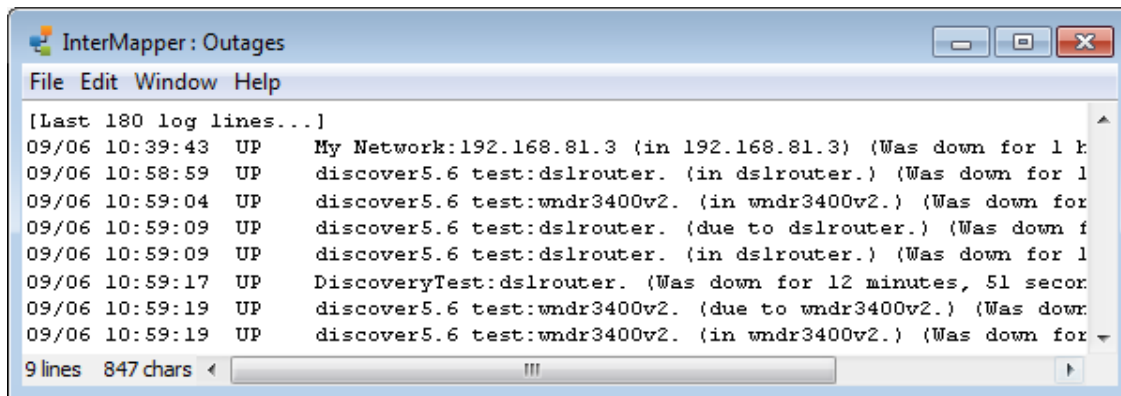 InterMapper : Outages
File Edit Window Help
[Last 180 log lines...]
09/06 10:39:43 UP My Network:192.168.81.3 (in 192.168.81.3) (Was down for 1 h
09/06 10:58:59 UP discover5.6 test:dslrouter. (in dslrouter.) (Was down for 1
09/06 10:59:04 UP discover5.6 test:wndr3400v2. (in wndr3400v2.) (Was down for
09/06 10:59:09 UP discover5.6 test:dslrouter. (due to dslrouter.) (Was down f
09/06 10:59:09 UP discover5.6 test:dslrouter. (in dslrouter.) (Was down for 1
09/06 10:59:17 UP DiscoveryTest:dslrouter. (Was down for 12 minutes, 51 secon
09/06 10:59:19 UP discover5.6 test:wndr3400v2. (due to wndr3400v2.) (Was down
09/06 10:59:19 UP discover5.6 test:wndr3400v2. (in wndr3400v2.) (Was down for
9 lines 847 chars